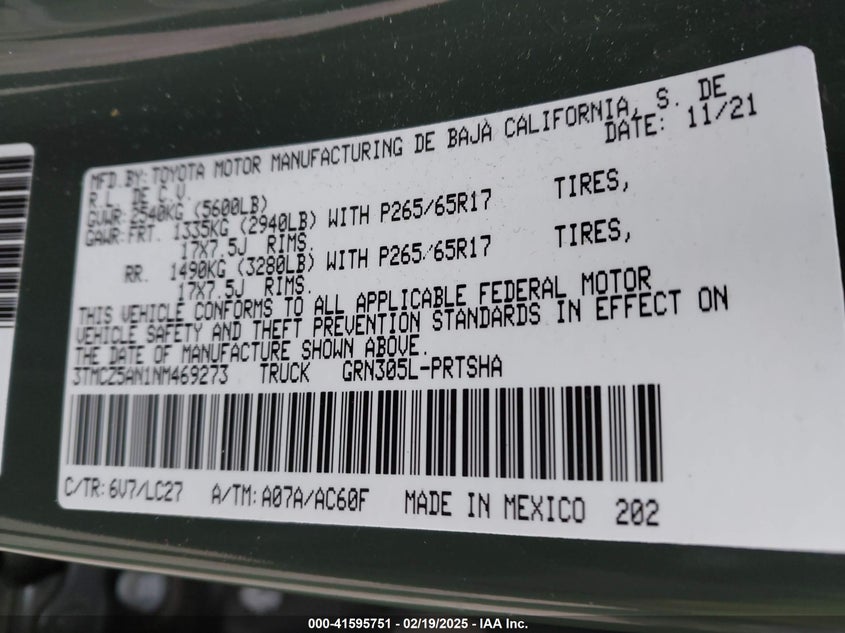 MFD.BY:TOYOTA MOTOR MANUFACTURING DE BAJA CALIFORNIA, S. DE
R.L. DE C.V. DATE: 11/21
GVWR: 2540KG (5600LB)
GAWR:FRT. 1335KG (2940LB) WITH P265/65R17 TIRES,
17X7.5J RIMS.
RR. 1490KG (3280LB) WITH P265/65R17 TIRES,
17X7.5J RIMS.
THIS VEHICLE CONFORMS TO ALL APPLICABLE FEDERAL MOTOR
VEHICLE SAFETY AND THEFT PREVENTION STANDARDS IN EFFECT ON
THE DATE OF MANUFACTURE SHOWN ABOVE.
3TMCZ5AN1NM469273 TRUCK GRN305L-PRTSHA
C/TR: 6V7/LC27 A/TM: A07A/AC60F MADE IN MEXICO 202
000-41595751 - 02/19/2025 - IAA Inc.